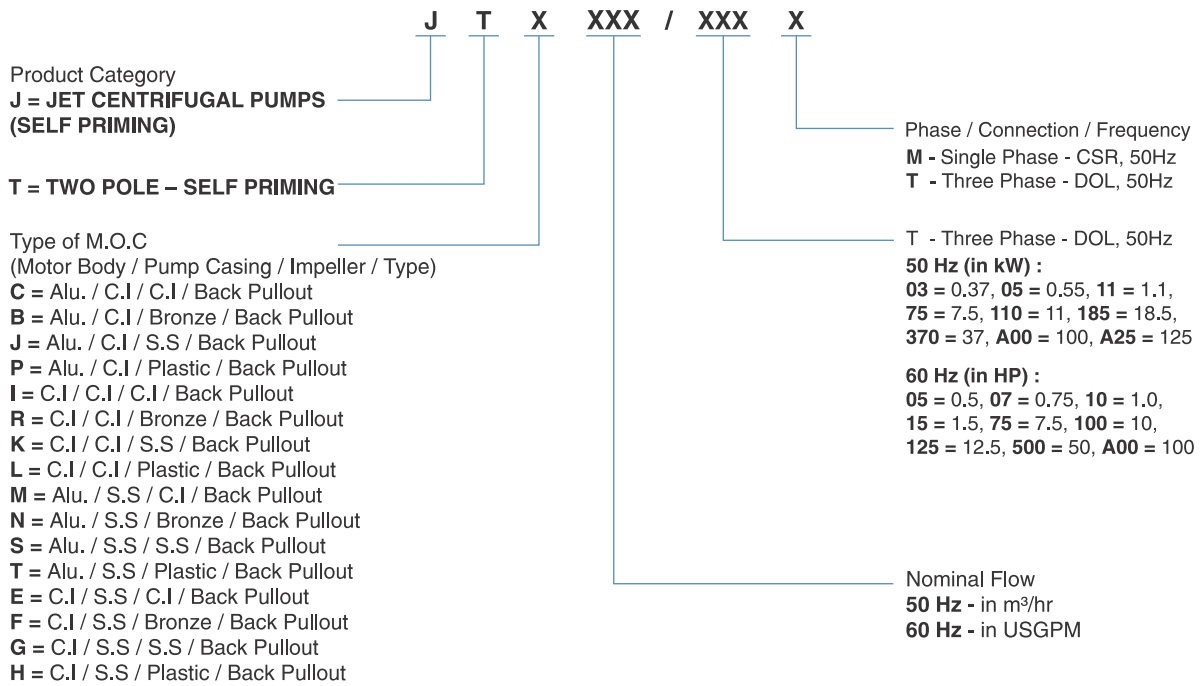 J T X XXX / XXX X
Product Category
J = JET CENTRIFUGAL PUMPS
(SELF PRIMING)
T = TWO POLE – SELF PRIMING
Type of M.O.C
(Motor Body / Pump Casing / Impeller / Type)
C = Alu. / C.I / C.I / Back Pullout
B = Alu. / C.I / Bronze / Back Pullout
J = Alu. / C.I / S.S / Back Pullout
P = Alu. / C.I / Plastic / Back Pullout
I = C.I / C.I / C.I / Back Pullout
R = C.I / C.I / Bronze / Back Pullout
K = C.I / C.I / S.S / Back Pullout
L = C.I / C.I / Plastic / Back Pullout
M = Alu. / S.S / C.I / Back Pullout
N = Alu. / S.S / Bronze / Back Pullout
S = Alu. / S.S / S.S / Back Pullout
T = Alu. / S.S / Plastic / Back Pullout
E = C.I / S.S / C.I / Back Pullout
F = C.I / S.S / Bronze / Back Pullout
G = C.I / S.S / S.S / Back Pullout
H = C.I / S.S / Plastic / Back Pullout
Phase / Connection / Frequency
M - Single Phase - CSR, 50Hz
T - Three Phase - DOL, 50Hz
T - Three Phase - DOL, 50Hz
50 Hz (in kW) :
03 = 0.37, 05 = 0.55, 11 = 1.1,
75 = 7.5, 110 = 11, 185 = 18.5,
370 = 37, A00 = 100, A25 = 125
60 Hz (in HP) :
05 = 0.5, 07 = 0.75, 10 = 1.0,
15 = 1.5, 75 = 7.5, 100 = 10,
125 = 12.5, 500 = 50, A00 = 100
Nominal Flow
50 Hz - in m³/hr
60 Hz - in USGPM